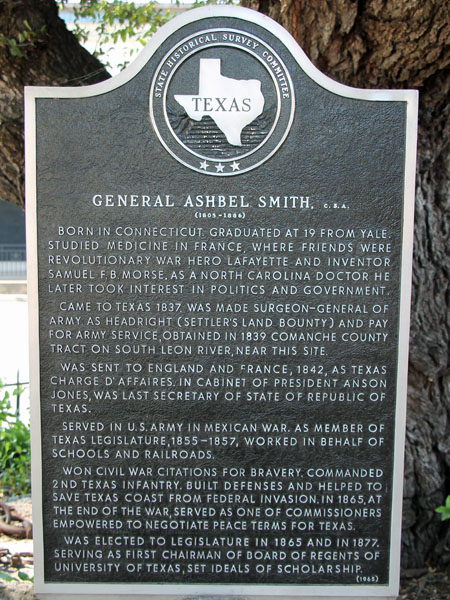 STATE HISTORICAL SURVEY COMMITTEE
TEXAS
GENERAL ASHBEL SMITH, C.S.A.
(1805-1886)
BORN IN CONNECTICUT. GRADUATED AT 19 FROM YALE.
STUDIED MEDICINE IN FRANCE, WHERE FRIENDS WERE
REVOLUTIONARY WAR HERO LAFAYETTE AND INVENTOR
SAMUEL F.B. MORSE. AS A NORTH CAROLINA DOCTOR HE
LATER TOOK INTEREST IN POLITICS AND GOVERNMENT.
CAME TO TEXAS 1837. WAS MADE SURGEON-GENERAL OF
ARMY. AS HEADRIGHT (SETTLER'S LAND BOUNTY) AND PAY
FOR ARMY SERVICE, OBTAINED IN 1839 COMANCHE COUNTY
TRACT ON SOUTH LEON RIVER, NEAR THIS SITE.
WAS SENT TO ENGLAND AND FRANCE, 1842, AS TEXAS
CHARGE D'AFFAIRES. IN CABINET OF PRESIDENT ANSON
JONES, WAS LAST SECRETARY OF STATE OF REPUBLIC OF
TEXAS.
SERVED IN U.S. ARMY IN MEXICAN WAR. AS MEMBER OF
TEXAS LEGISLATURE, 1855-1857, WORKED IN BEHALF OF
SCHOOLS AND RAILROADS.
WON CIVIL WAR CITATIONS FOR BRAVERY. COMMANDED
2ND TEXAS INFANTRY. BUILT DEFENSES AND HELPED TO
SAVE TEXAS COAST FROM FEDERAL INVASION. IN 1865, AT
THE END OF THE WAR, SERVED AS ONE OF COMMISSIONERS
EMPOWERED TO NEGOTIATE PEACE TERMS FOR TEXAS.
WAS ELECTED TO LEGISLATURE IN 1865 AND IN 1877.
SERVING AS FIRST CHAIRMAN OF BOARD OF REGENTS OF
UNIVERSITY OF TEXAS, SET IDEALS OF SCHOLARSHIP.
(1965)